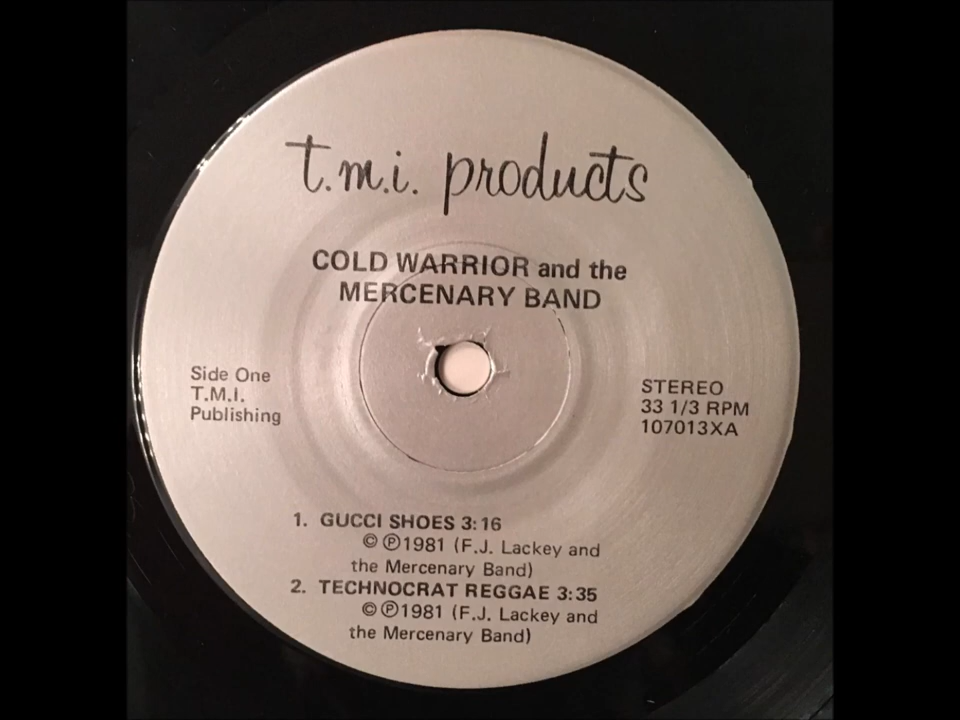 t.m.i. products
COLD WARRIOR and the
MERCENARY BAND
Side One
T.M.I.
Publishing
STEREO
33 1/3 RPM
107013XA
1. GUCCI SHOES 3:16
©℗1981 (F.J. Lackey and
the Mercenary Band)
2. TECHNOCRAT REGGAE 3:35
©℗1981 (F.J. Lackey and
the Mercenary Band)